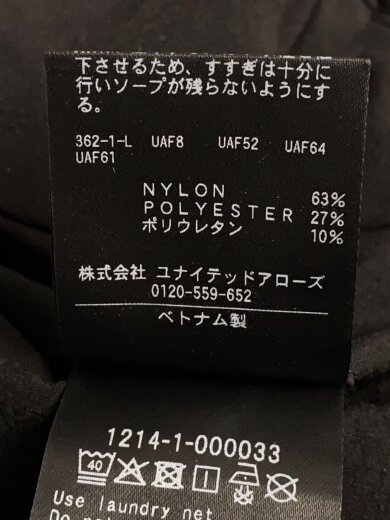 下させるため、すすぎは十分に
行いソープが残らないようにす
る。
362-1-L UAF8 UAF52 UAF64
UAF61
NYLON 63%
POLYESTER 27%
ポリウレタン 10%
株式会社 ユナイテッドアローズ
0120-559-652
ベトナム製
1214-1-000033
40
Use laundry net